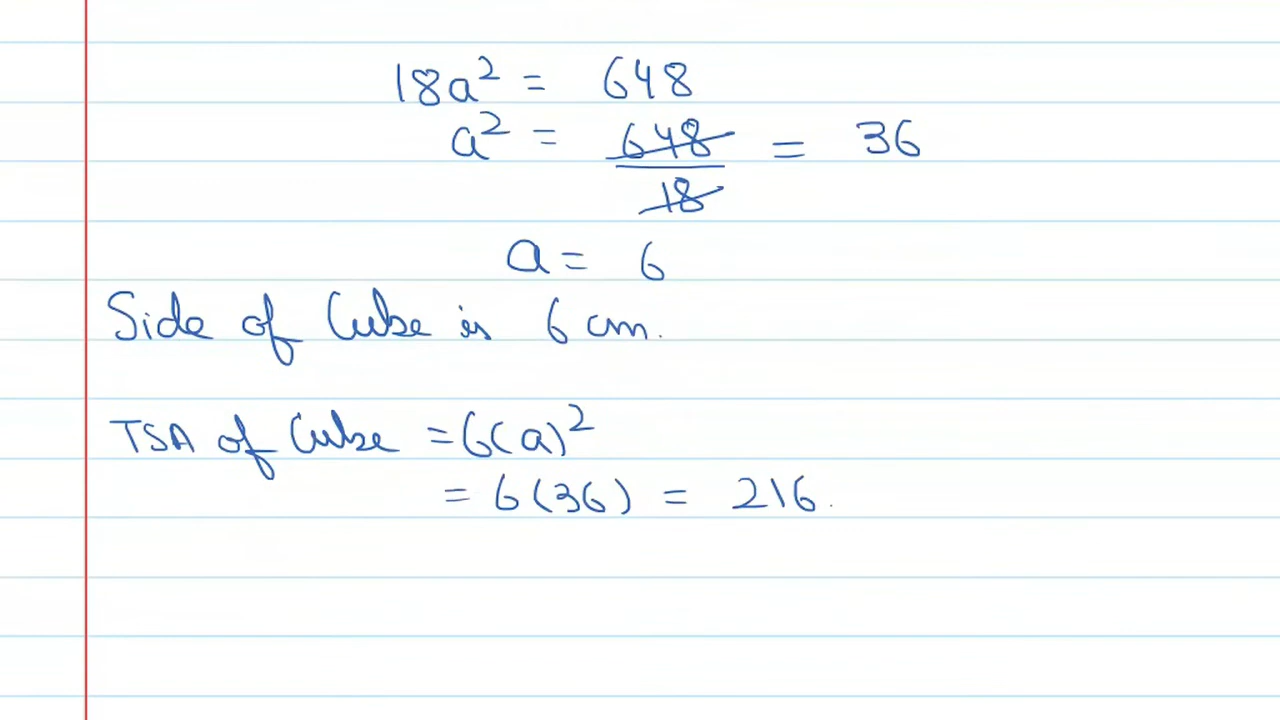 18a² = 648
a² = 648/18 = 36
a = 6
Side of Cube is 6 cm.
TSA of Cube = 6(a)²
= 6(36) = 216.